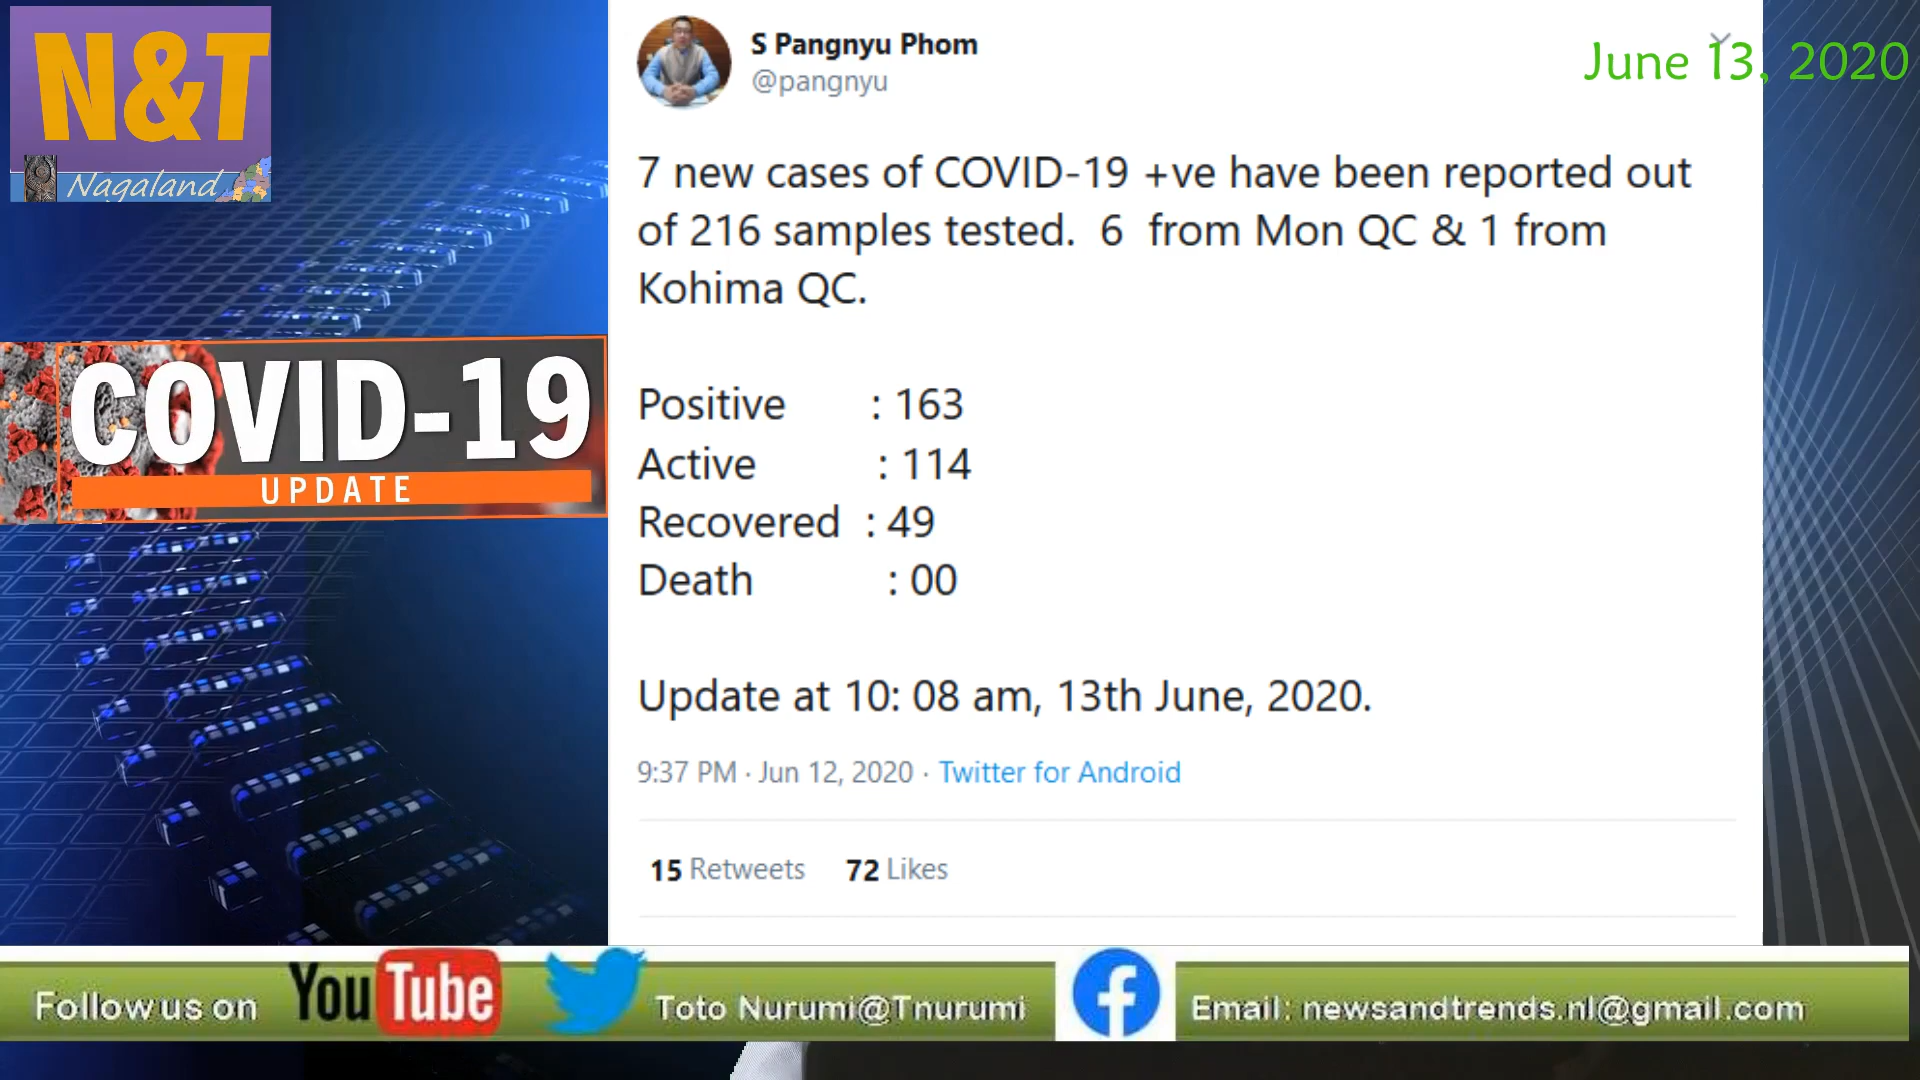 N&T
Nagaland
COVID-19
UPDATE
S Pangnyu Phom
@pangnyu
June 13, 2020
7 new cases of COVID-19 +ve have been reported out
of 216 samples tested.  6  from Mon QC & 1 from
Kohima QC.
Positive : 163
Active : 114
Recovered : 49
Death : 00
Update at 10: 08 am, 13th June, 2020.
9:37 PM · Jun 12, 2020 · Twitter for Android
15 Retweets 72 Likes
Follow us on YouTube Toto Nurumi@Tnurumi Email: newsandtrends.nl@gmail.com